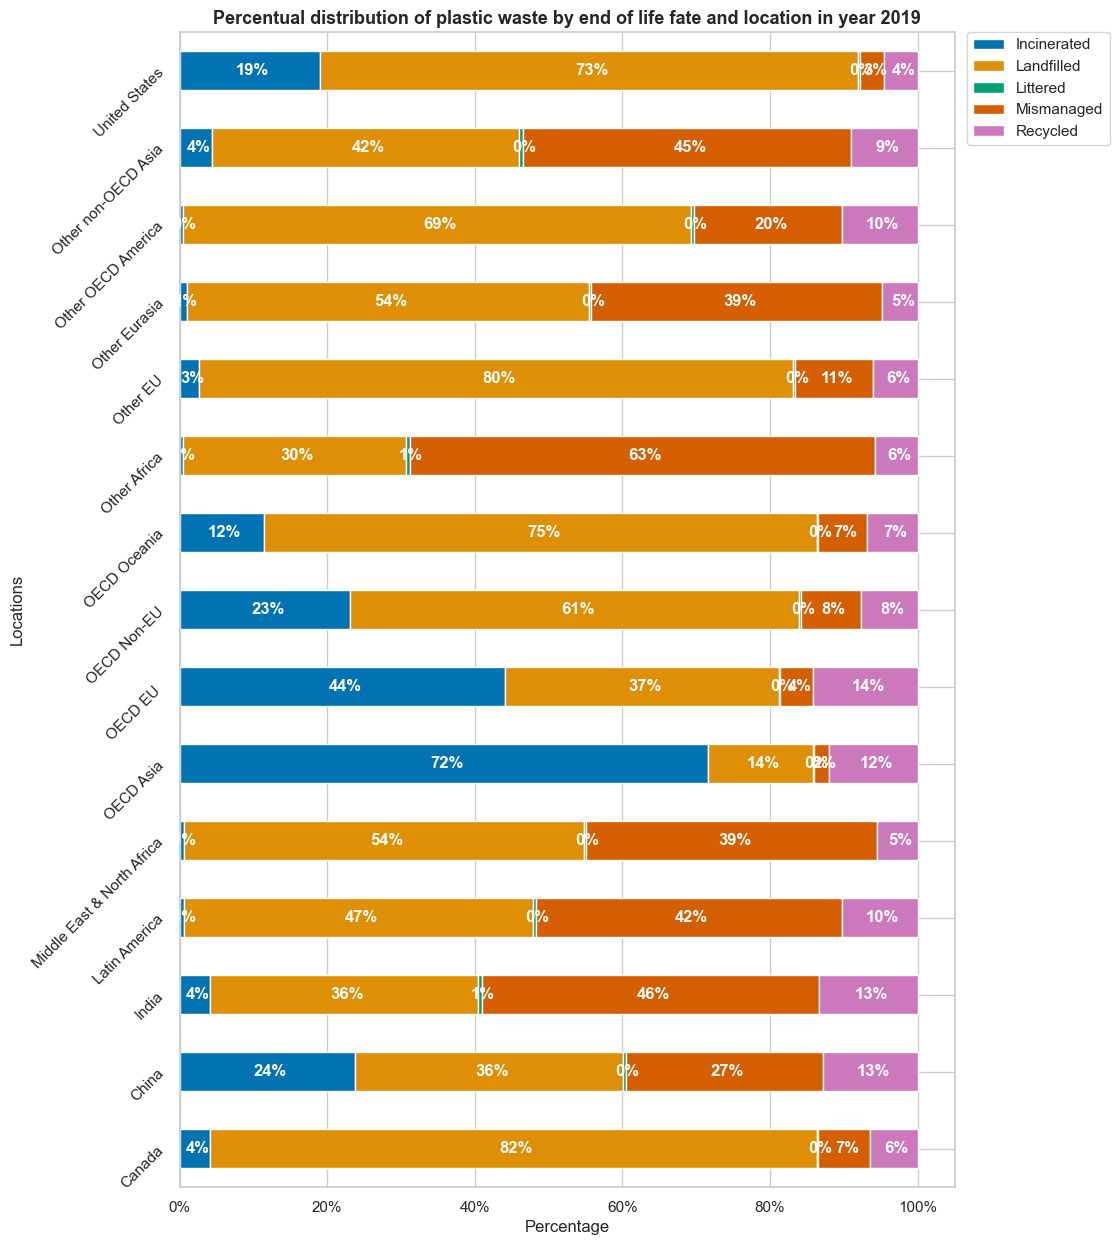 Percentual distribution of plastic waste by end of life fate and location in year 2019
Incinerated
Landfilled
Littered
Mismanaged
Recycled
United States 19% 73% 0% 3% 4%
Other non-OECD Asia 4% 42% 0% 45% 9%
Other OECD America % 69% 0% 20% 10%
Other Eurasia % 54% 0% 39% 5%
Other EU 3% 80% 0% 11% 6%
Other Africa % 30% 1% 63% 6%
OECD Oceania 12% 75% 0% 7% 7%
OECD Non-EU 23% 61% 0% 8% 8%
OECD EU 44% 37% 0% 4% 14%
OECD Asia 72% 14% 0% 2% 12%
Middle East & North Africa % 54% 0% 39% 5%
Latin America % 47% 0% 42% 10%
India 4% 36% 1% 46% 13%
China 24% 36% 0% 27% 13%
Canada 4% 82% 0% 7% 6%
Locations
0% 20% 40% 60% 80% 100%
Percentage